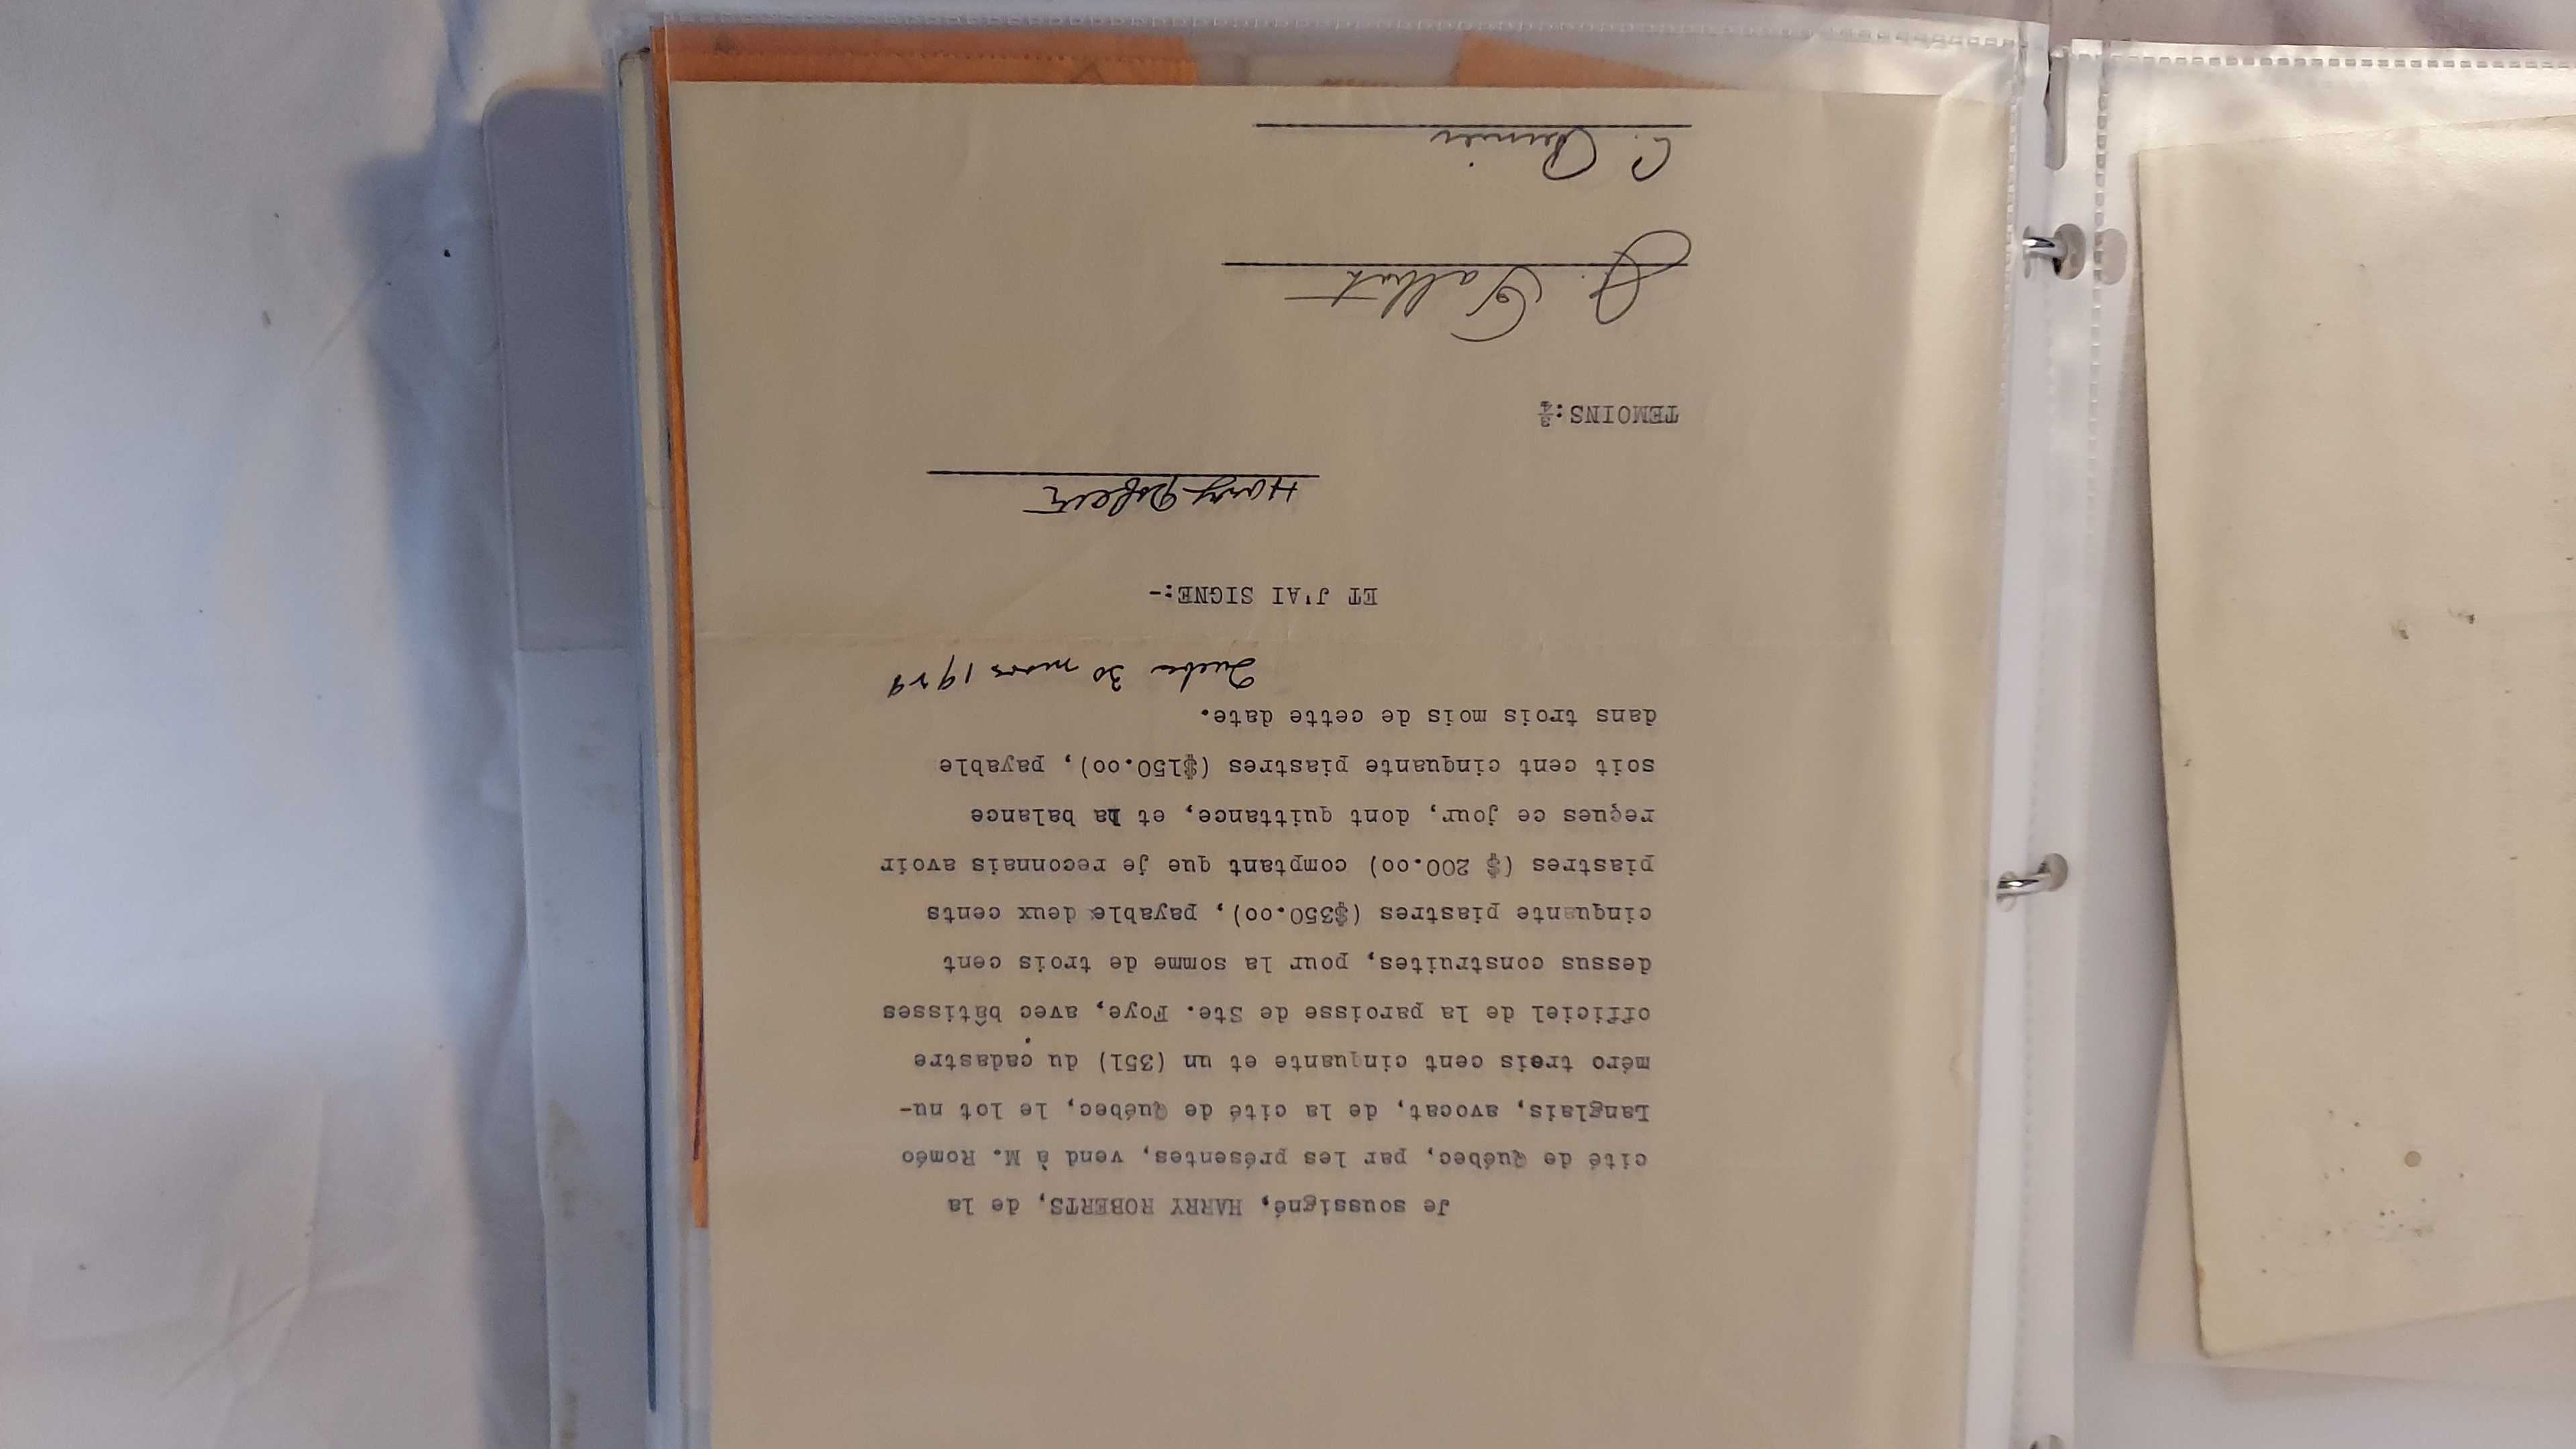 Je soussigné, HARRY ROBERTS, de la
cité de Québec, par les présentes, vend à M. Roméo
Langlais, avocat, de la cité de Québec, le lot nu-
méro trois cent cinquante et un (351) du cadastre
officiel de la paroisse de Ste. Foye, avec bâtisses
dessus construites, pour la somme de trois cent
cinquante piastres ($350.oo), payable deux cents
piastres ($ 200.oo) comptant que je reconnais avoir
reçues ce jour, dont quittance, et la balance
soit cent cinquante piastres ($150.oo), payable
dans trois mois de cette date.
30 mars 1929
ET J'AI SIGNE:-
Harry Roberts
TEMOINS:¾
J. Talbot
C.